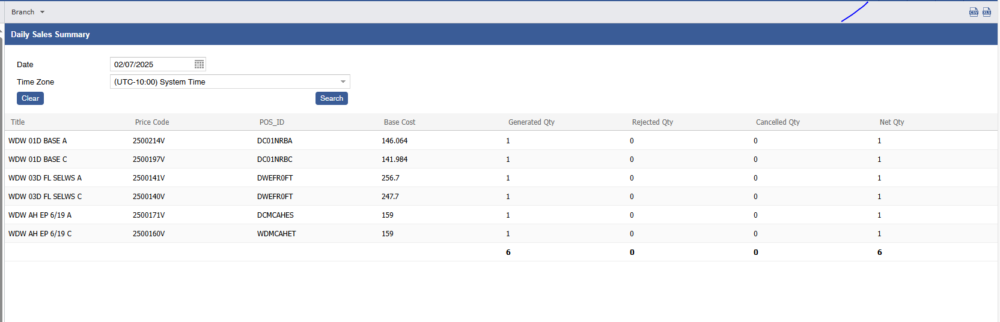 Branch
CSV XLS
Daily Sales Summary
Date 02/07/2025
Time Zone (UTC-10:00) System Time
Clear Search
Title Price Code POS_ID Base Cost Generated Qty Rejected Qty Cancelled Qty Net Qty
WDW 01D BASE A 2500214V DC01NRBA 146.064 1 0 0 1
WDW 01D BASE C 2500197V DC01NRBC 141.984 1 0 0 1
WDW 03D FL SELWS A 2500141V DWEFR0FT 256.7 1 0 0 1
WDW 03D FL SELWS C 2500140V DWEFR0FT 247.7 1 0 0 1
WDW AH EP 6/19 A 2500171V DCMCAHES 159 1 0 0 1
WDW AH EP 6/19 C 2500160V WDMCAHET 159 1 0 0 1
6 0 0 6